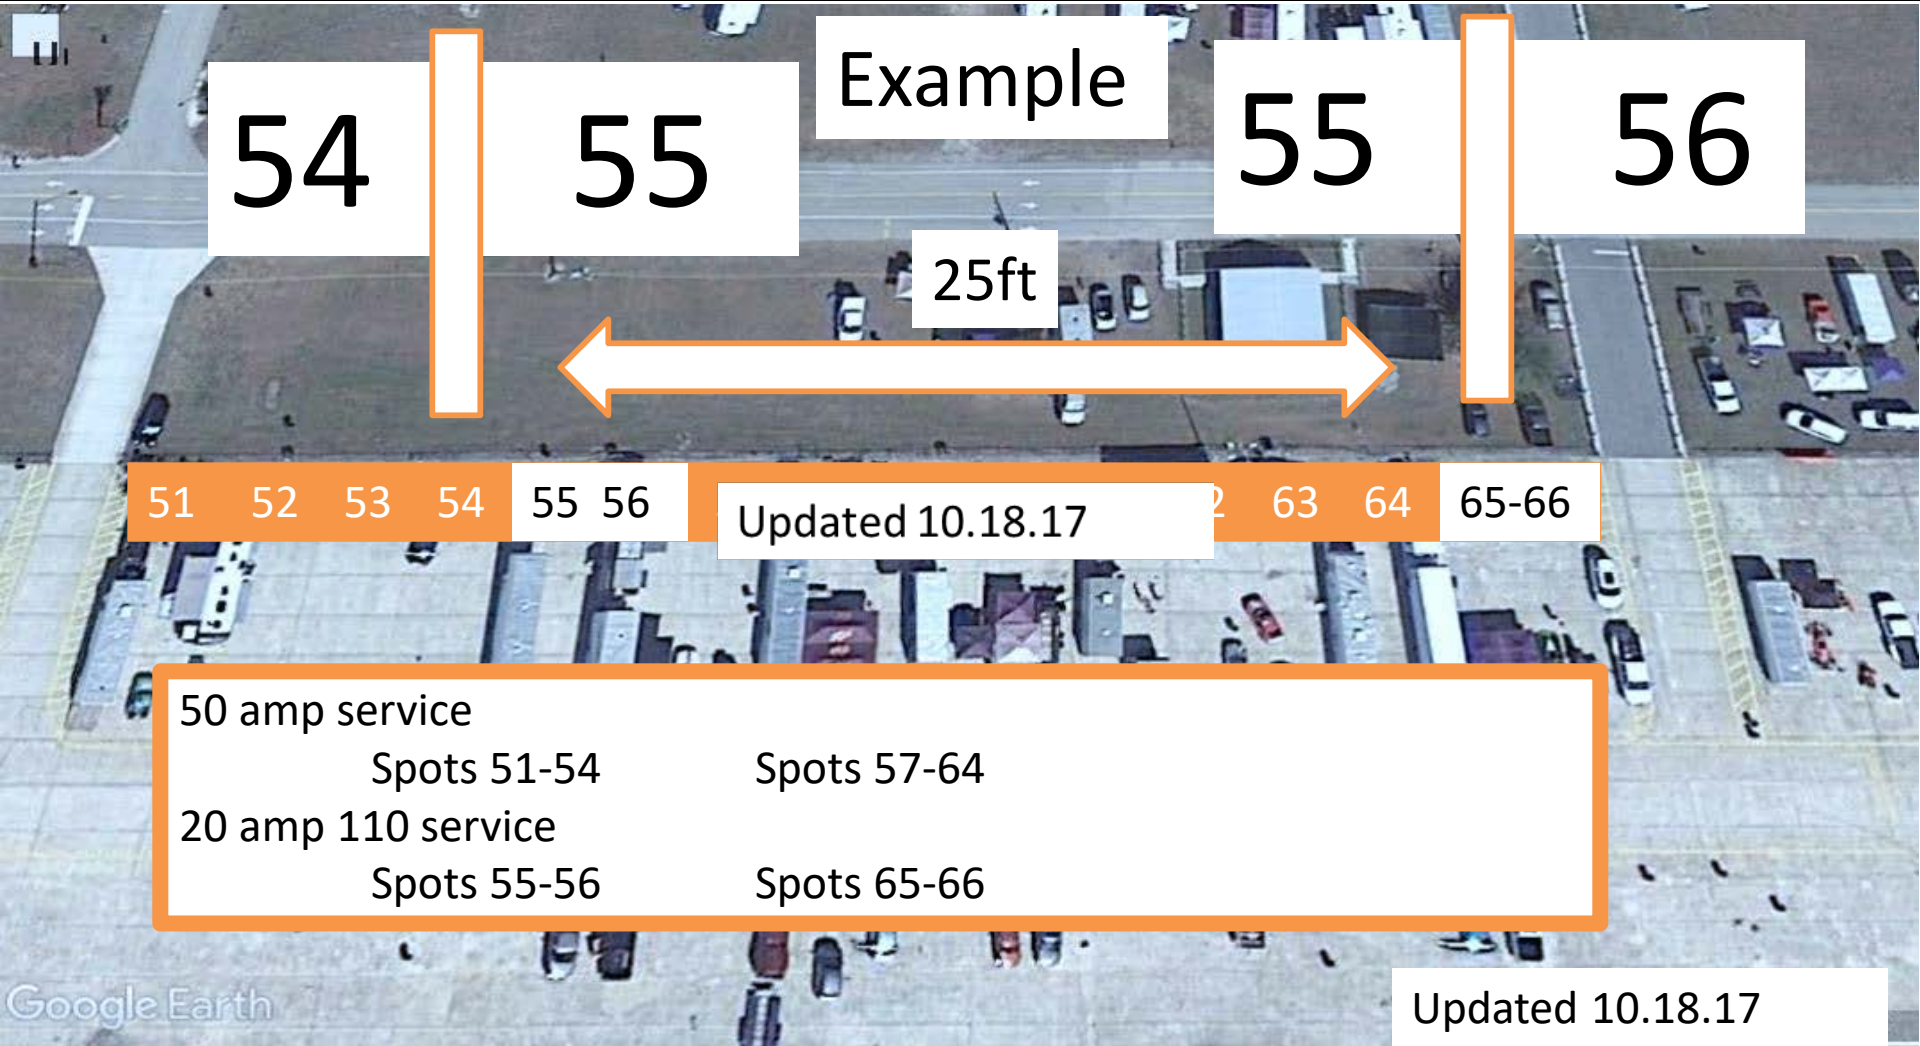 Example
54 55
55 56
25ft
51 52 53 54 55 56 63 64 65-66
Updated 10.18.17
50 amp service
Spots 51-54 Spots 57-64
20 amp 110 service
Spots 55-56 Spots 65-66
Google Earth
Updated 10.18.17